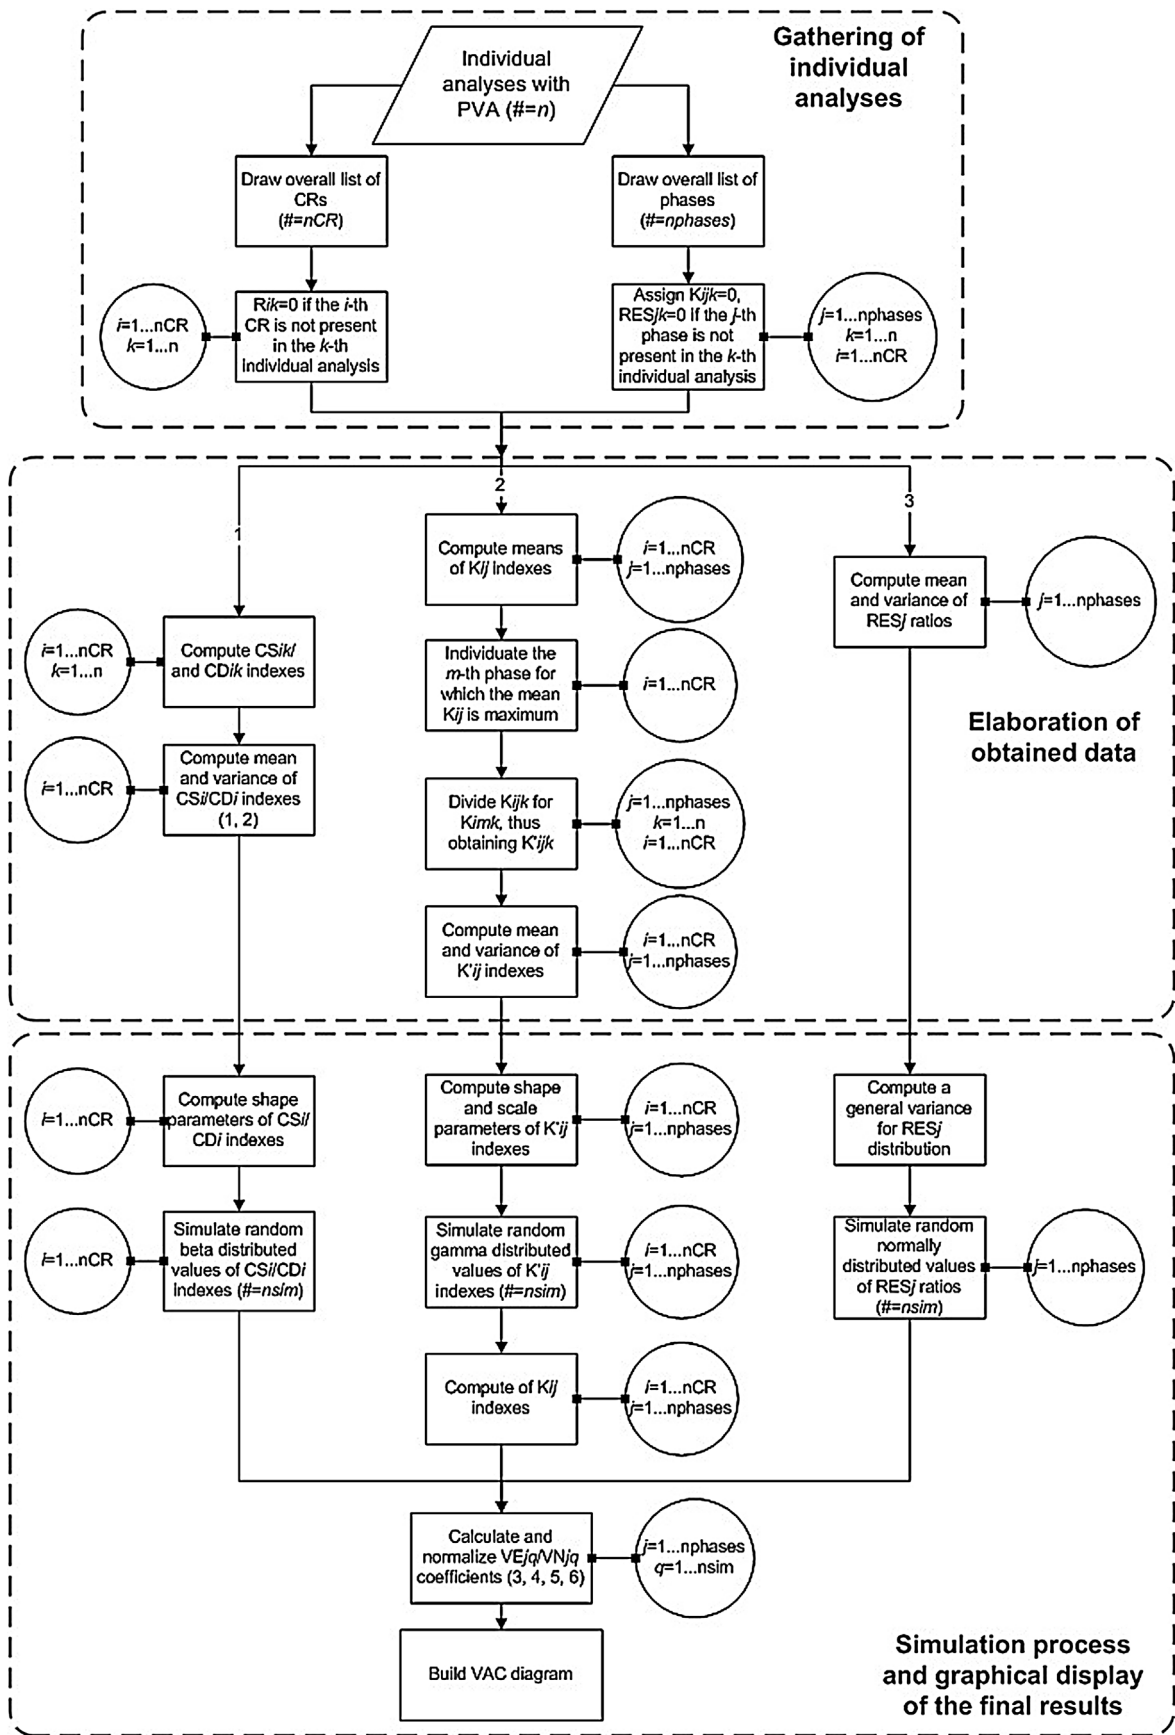 Gathering of
individual
analyses
Individual
analyses with
PVA (#=n)
Draw overall list of
CRs
(#=nCR)
Draw overall list of
phases
(#=nphases)
i=1...nCR
k=1...n
Rik=0 if the i-th
CR is not present
in the k-th
individual analysis
Assign Kijk=0,
RESjk=0 if the j-th
phase is not
present in the k-th
individual analysis
j=1...nphases
k=1...n
i=1...nCR
1
2
3
Compute means
of Kij indexes
i=1...nCR
j=1...nphases
Compute mean
and variance of
RESj ratios
j=1...nphases
i=1...nCR
k=1...n
Compute CSik/
and CDik indexes
Individuate the
m-th phase for
which the mean
Kij is maximum
i=1...nCR
Elaboration of
obtained data
i=1...nCR
Compute mean
and variance of
CSi/CDi indexes
(1, 2)
Divide Kijk for
Kimk, thus
obtaining K'ijk
j=1...nphases
k=1...n
i=1...nCR
Compute mean
and variance of
K'ij indexes
i=1...nCR
j=1...nphases
i=1...nCR
Compute shape
parameters of CSi/
CDi indexes
Compute shape
and scale
parameters of K'ij
indexes
i=1...nCR
j=1...nphases
Compute a
general variance
for RESj
distribution
i=1...nCR
Simulate random
beta distributed
values of CSi/CDi
indexes (#=nsim)
Simulate random
gamma distributed
values of K'ij
indexes (#=nsim)
i=1...nCR
j=1...nphases
Simulate random
normally
distributed values
of RESj ratios
(#=nsim)
j=1...nphases
Compute of Kij
indexes
i=1...nCR
j=1...nphases
Calculate and
normalize VEjq/VNjq
coefficients (3, 4, 5, 6)
j=1...nphases
q=1...nsim
Build VAC diagram
Simulation process
and graphical display
of the final results